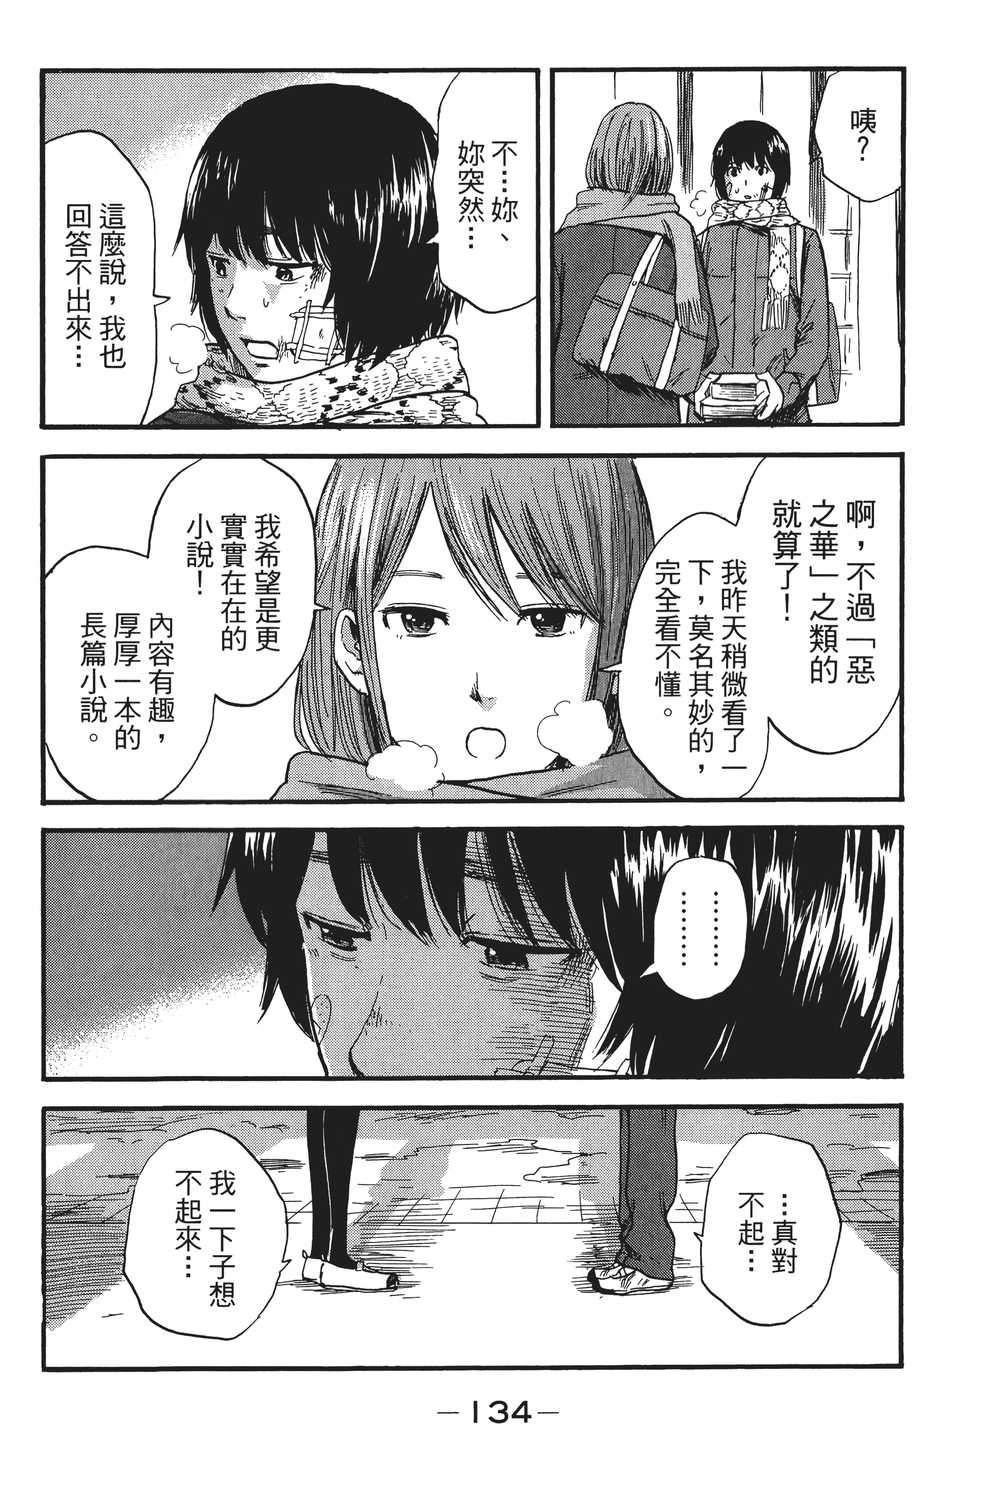 咦？
不…妳、
妳突然…
這麼說，我也
回答不出來…
啊，不過「惡
之華」之類的
就算了！
我昨天稍微看了一
下，莫名其妙的，
完全看不懂。
我希望是更
實實在在的
小說！
內容有趣，
厚厚一本的
長篇小說。
…………
…真對
不起…
我一下子想
不起來…
—134—